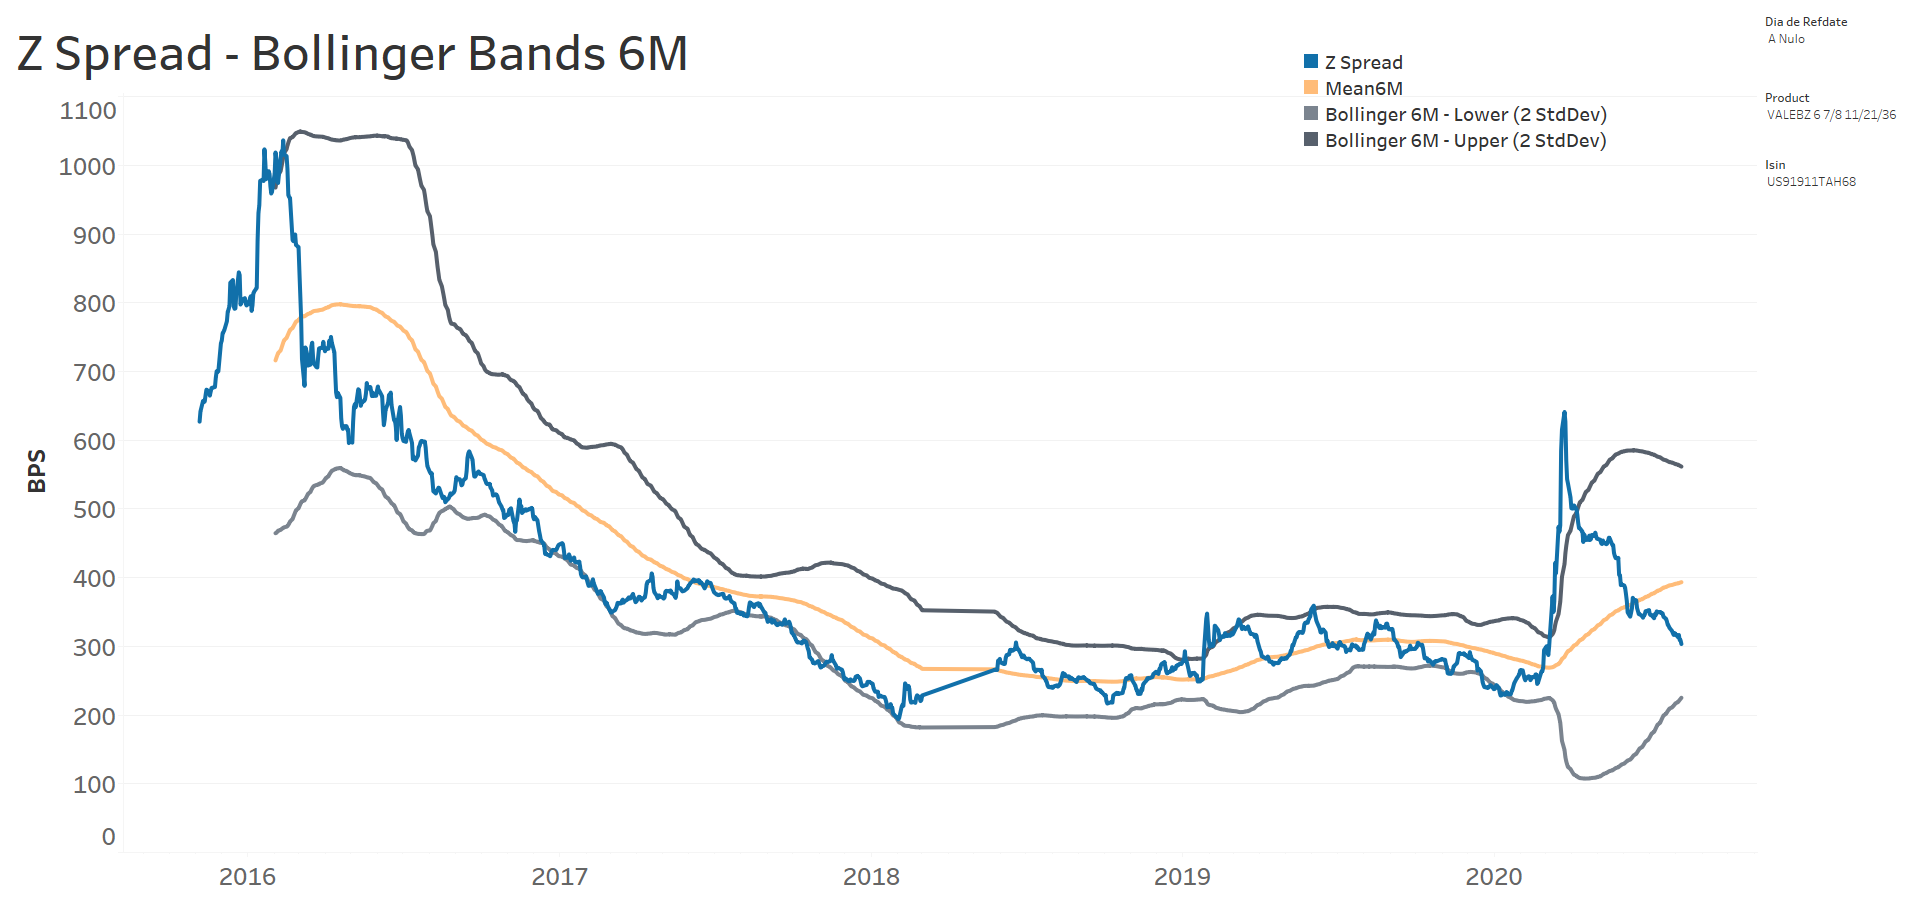 Z Spread - Bollinger Bands 6M
Z Spread
Mean6M
Bollinger 6M - Lower (2 StdDev)
Bollinger 6M - Upper (2 StdDev)
Dia de Refdate
A Nulo
Product
VALEBZ 6 7/8 11/21/36
Isin
US91911TAH68
BPS
1100
1000
900
800
700
600
500
400
300
200
100
0
2016 2017 2018 2019 2020